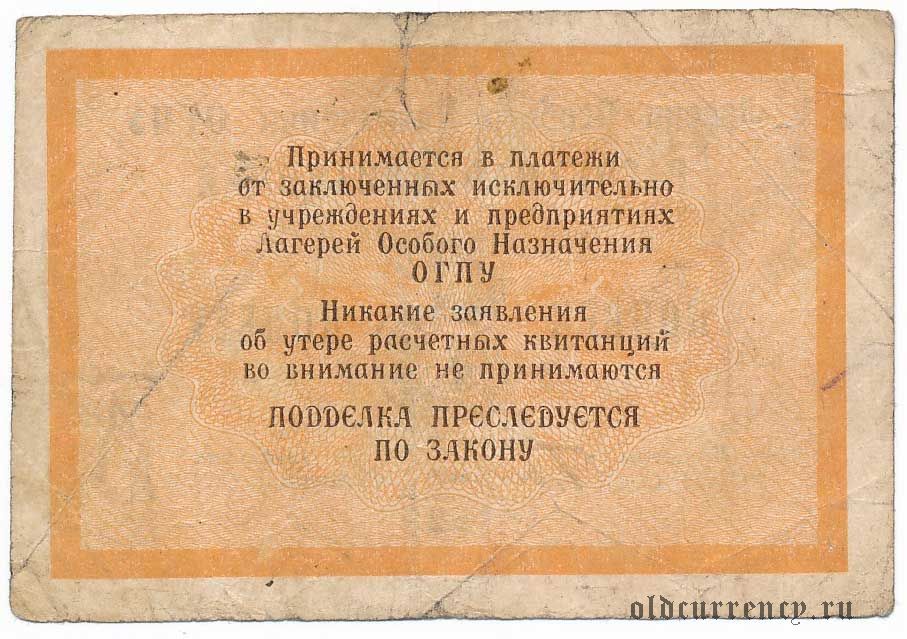 Принимается в платежи
от заключенных исключительно
в учреждениях и предприятиях
Лагерей Особого Назначения
ОГПУ
Никакие заявления
об утере расчетных квитанций
во внимание не принимаются
ПОДДЕЛКА ПРЕСЛЕДУЕТСЯ
ПО ЗАКОНУ
oldcurrency.ru